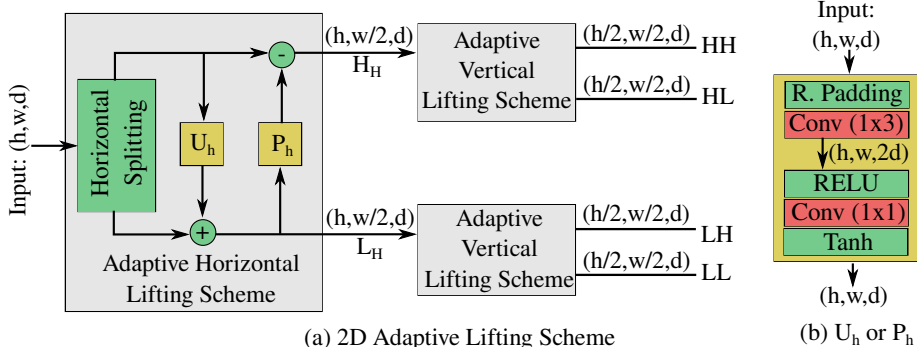 Input: (h,w,d)
Horizontal
Splitting
U_h
P_h
-
+
Adaptive Horizontal
Lifting Scheme
(h,w/2,d)
H_H
(h,w/2,d)
L_H
Adaptive
Vertical
Lifting Scheme
(h/2,w/2,d)
HH
(h/2,w/2,d)
HL
Adaptive
Vertical
Lifting Scheme
(h/2,w/2,d)
LH
(h/2,w/2,d)
LL
(a) 2D Adaptive Lifting Scheme
Input:
(h,w,d)
R. Padding
Conv (1x3)
(h,w,2d)
RELU
Conv (1x1)
Tanh
(h,w,d)
(b) U_h or P_h